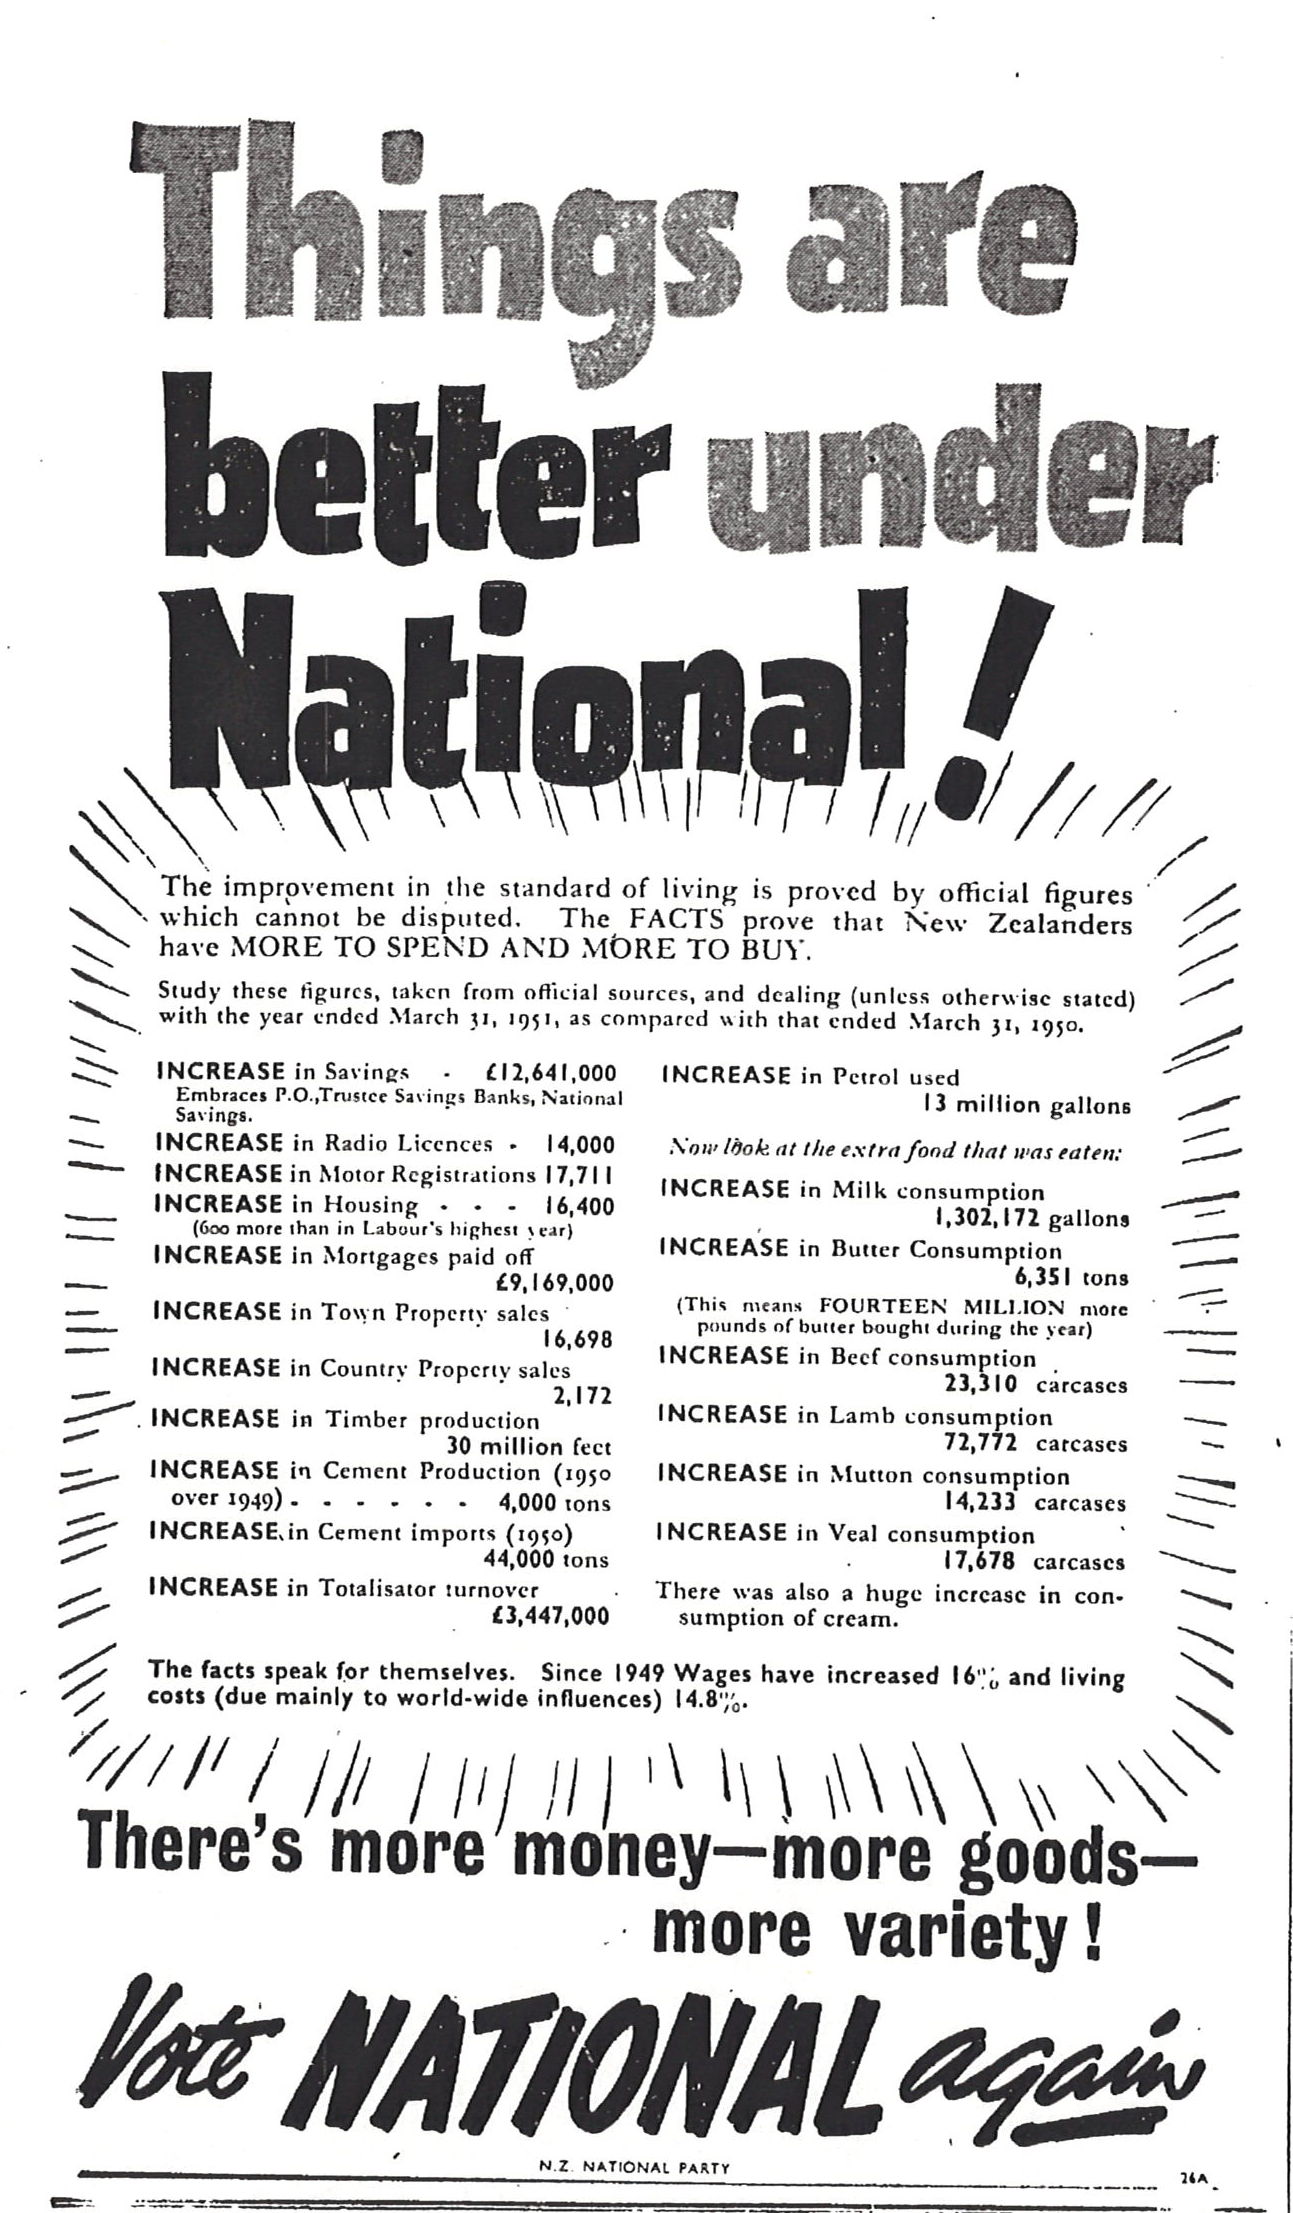 Things are
better under
National!
The improvement in the standard of living is proved by official figures
which cannot be disputed. The FACTS prove that New Zealanders
have MORE TO SPEND AND MORE TO BUY.
Study these figures, taken from official sources, and dealing (unless otherwise stated)
with the year ended March 31, 1951, as compared with that ended March 31, 1950.
INCREASE in Savings - £12,641,000
Embraces P.O., Trustee Savings Banks, National
Savings.
INCREASE in Radio Licences - 14,000
INCREASE in Motor Registrations 17,711
INCREASE in Housing - - - 16,400
(600 more than in Labour's highest year)
INCREASE in Mortgages paid off
£9,169,000
INCREASE in Town Property sales
16,698
INCREASE in Country Property sales
2,172
INCREASE in Timber production
30 million feet
INCREASE in Cement Production (1950
over 1949) - - - - - - 4,000 tons
INCREASE in Cement imports (1950)
44,000 tons
INCREASE in Totalisator turnover
£3,447,000
INCREASE in Petrol used
13 million gallons
Now look at the extra food that was eaten:
INCREASE in Milk consumption
1,302,172 gallons
INCREASE in Butter Consumption
6,351 tons
(This means FOURTEEN MILLION more
pounds of butter bought during the year)
INCREASE in Beef consumption
23,310 carcases
INCREASE in Lamb consumption
72,772 carcases
INCREASE in Mutton consumption
14,233 carcases
INCREASE in Veal consumption
17,678 carcases
There was also a huge increase in con-
sumption of cream.
The facts speak for themselves. Since 1949 Wages have increased 16% and living
costs (due mainly to world-wide influences) 14.8%.
There's more money—more goods—
more variety!
Vote NATIONAL again
N.Z. NATIONAL PARTY
26A